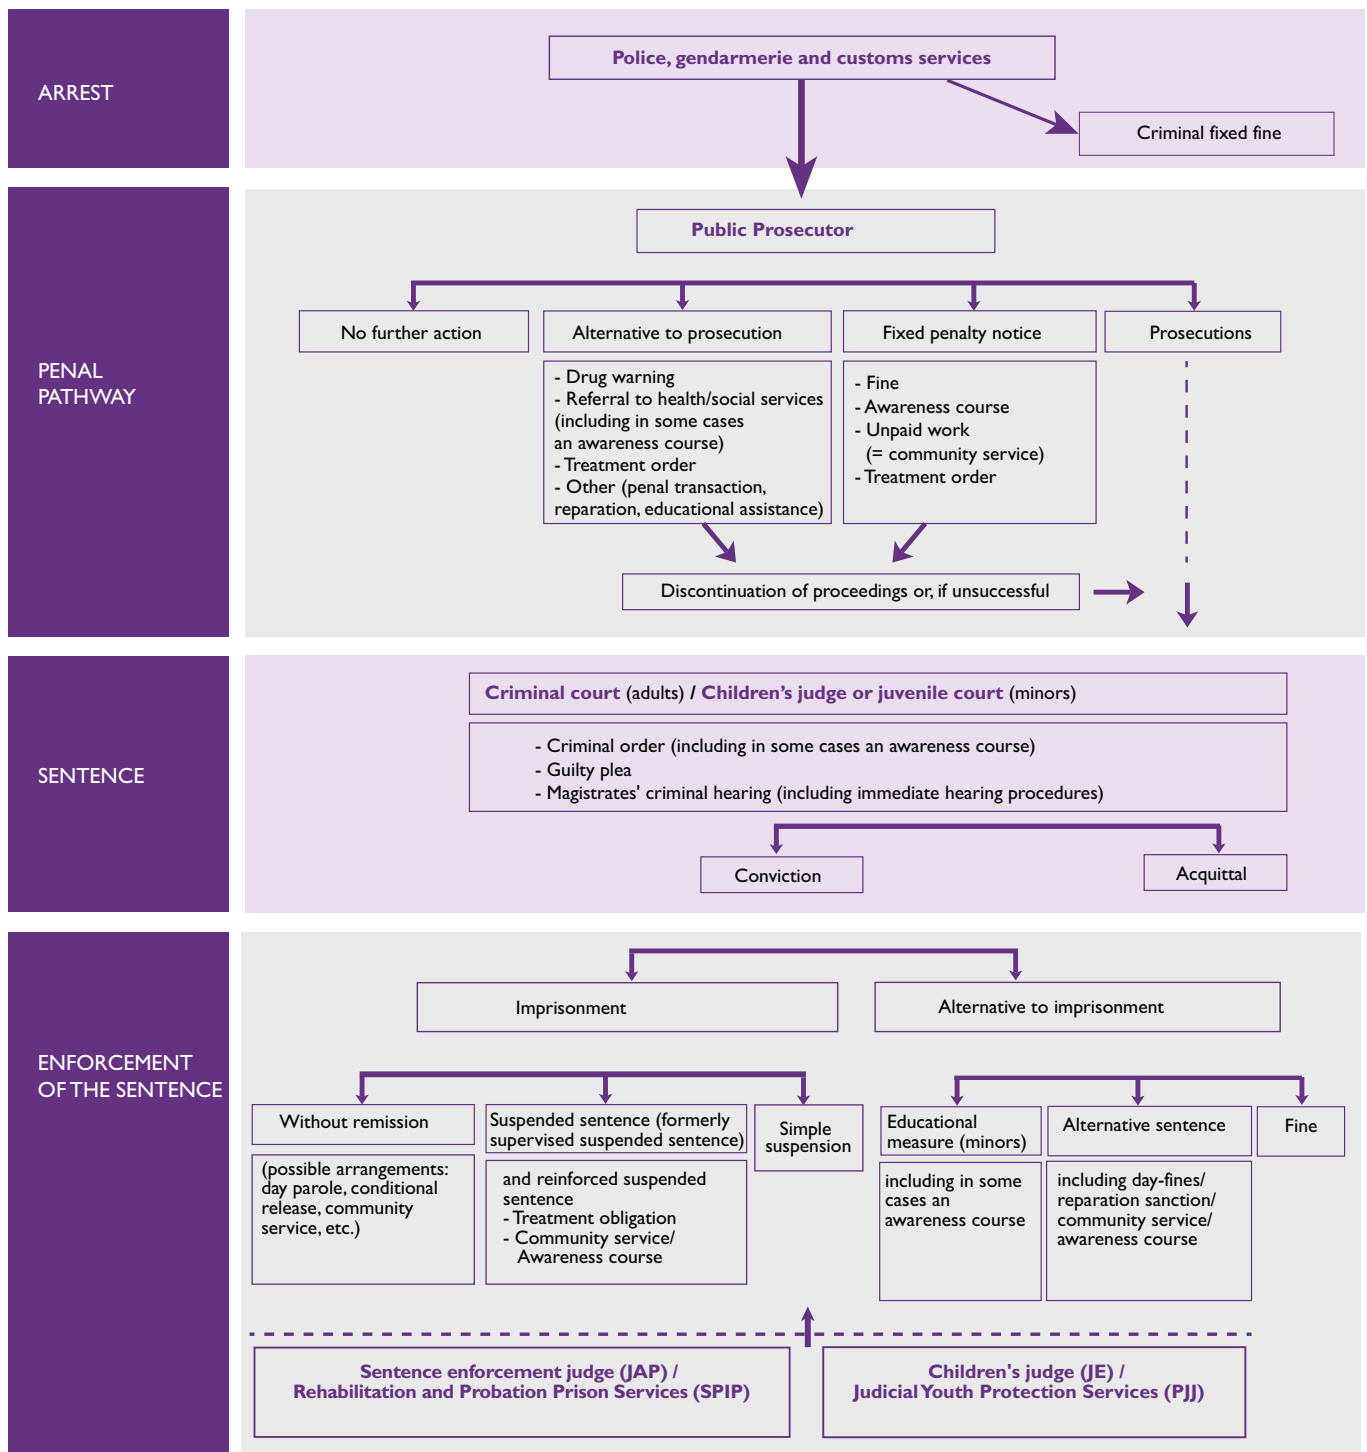 ARREST
Police, gendarmerie and customs services
Criminal fixed fine
PENAL
PATHWAY
Public Prosecutor
No further action
Alternative to prosecution
Fixed penalty notice
Prosecutions
- Drug warning
- Referral to health/social services
(including in some cases
an awareness course)
- Treatment order
- Other (penal transaction,
reparation, educational assistance)
- Fine
- Awareness course
- Unpaid work
(= community service)
- Treatment order
Discontinuation of proceedings or, if unsuccessful
SENTENCE
Criminal court (adults) / Children’s judge or juvenile court (minors)
- Criminal order (including in some cases an awareness course)
- Guilty plea
- Magistrates' criminal hearing (including immediate hearing procedures)
Conviction
Acquittal
ENFORCEMENT
OF THE SENTENCE
Imprisonment
Alternative to imprisonment
Without remission
(possible arrangements:
day parole, conditional
release, community
service, etc.)
Suspended sentence (formerly
supervised suspended sentence)
and reinforced suspended
sentence
- Treatment obligation
- Community service/
Awareness course
Simple
suspension
Educational
measure (minors)
including in some
cases an
awareness course
Alternative sentence
including day-fines/
reparation sanction/
community service/
awareness course
Fine
Sentence enforcement judge (JAP) /
Rehabilitation and Probation Prison Services (SPIP)
Children's judge (JE) /
Judicial Youth Protection Services (PJJ)